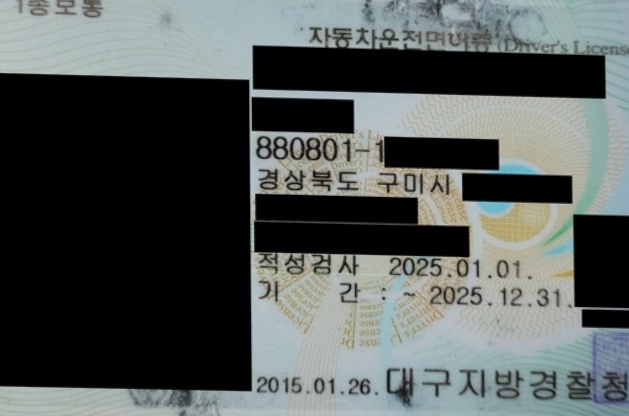 1종보통
자동차운전면허증 (Driver's License
880801-1
경상북도 구미시
적성검사 2025.01.01.
기 간 : ~ 2025.12.31.
2015.01.26. 대구지방경찰청